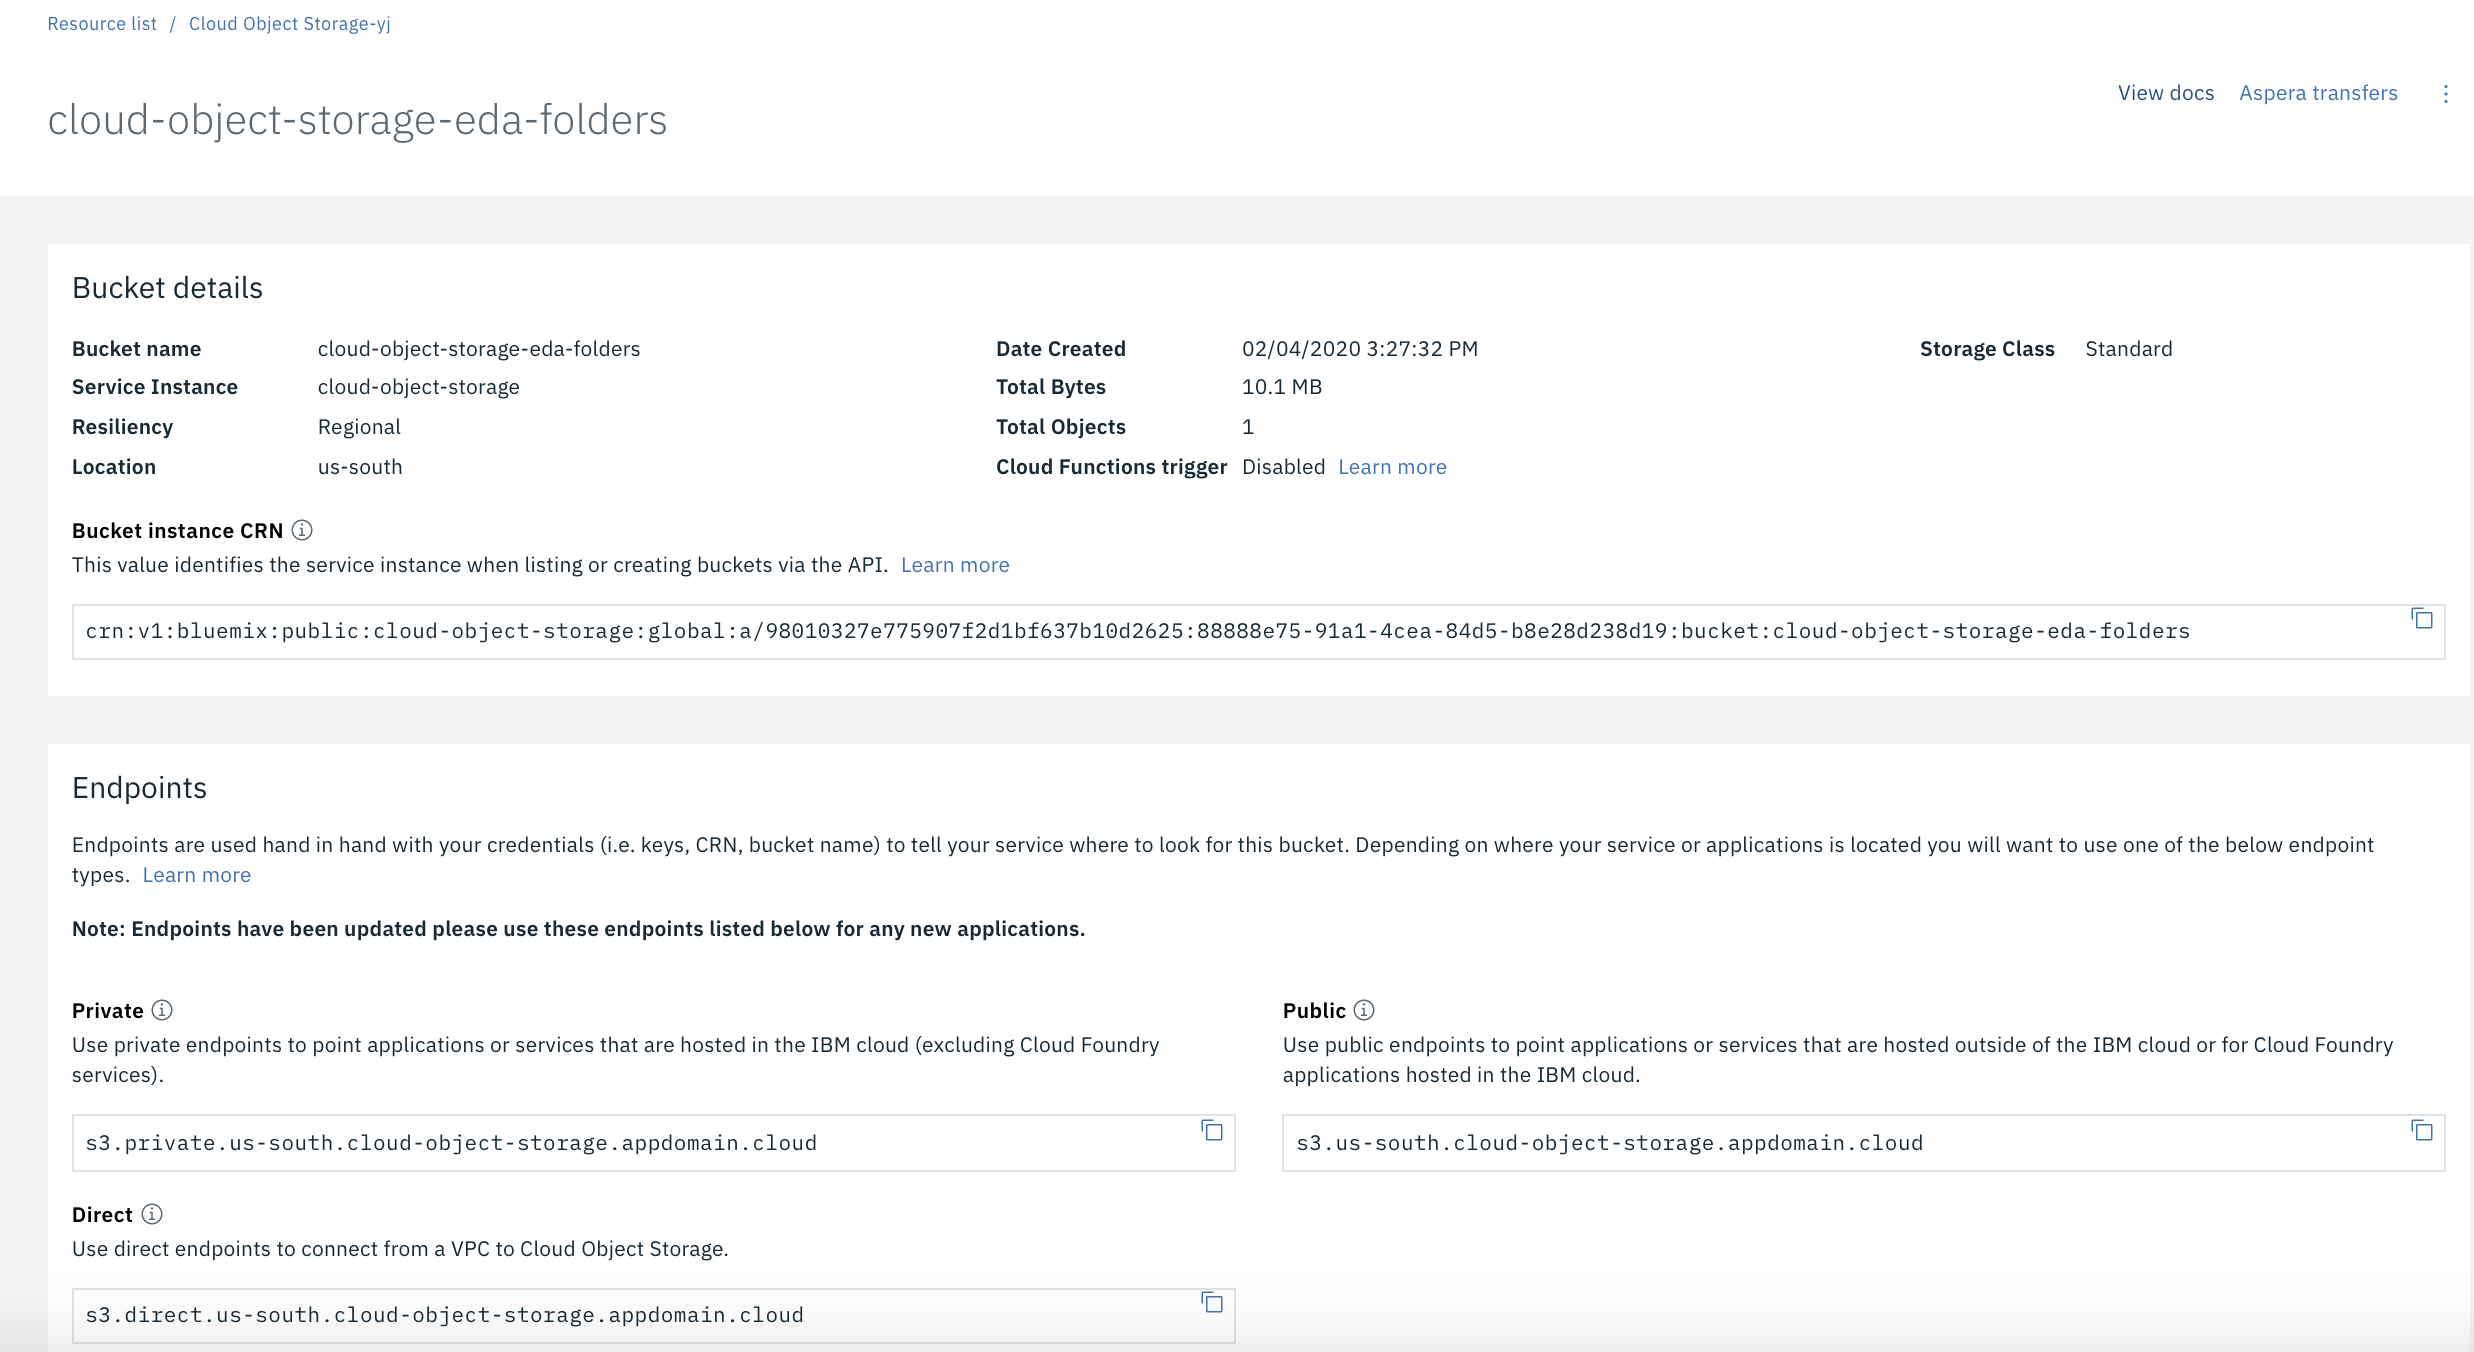 Resource list / Cloud Object Storage-yj
View docs Aspera transfers
cloud-object-storage-eda-folders
Bucket details
Bucket name cloud-object-storage-eda-folders
Service Instance cloud-object-storage
Resiliency Regional
Location us-south
Date Created 02/04/2020 3:27:32 PM
Total Bytes 10.1 MB
Total Objects 1
Cloud Functions trigger Disabled Learn more
Storage Class Standard
Bucket instance CRN
This value identifies the service instance when listing or creating buckets via the API. Learn more
crn:v1:bluemix:public:cloud-object-storage:global:a/98010327e775907f2d1bf637b10d2625:88888e75-91a1-4cea-84d5-b8e28d238d19:bucket:cloud-object-storage-eda-folders
Endpoints
Endpoints are used hand in hand with your credentials (i.e. keys, CRN, bucket name) to tell your service where to look for this bucket. Depending on where your service or applications is located you will want to use one of the below endpoint
types. Learn more
Note: Endpoints have been updated please use these endpoints listed below for any new applications.
Private
Use private endpoints to point applications or services that are hosted in the IBM cloud (excluding Cloud Foundry
services).
s3.private.us-south.cloud-object-storage.appdomain.cloud
Public
Use public endpoints to point applications or services that are hosted outside of the IBM cloud or for Cloud Foundry
applications hosted in the IBM cloud.
s3.us-south.cloud-object-storage.appdomain.cloud
Direct
Use direct endpoints to connect from a VPC to Cloud Object Storage.
s3.direct.us-south.cloud-object-storage.appdomain.cloud